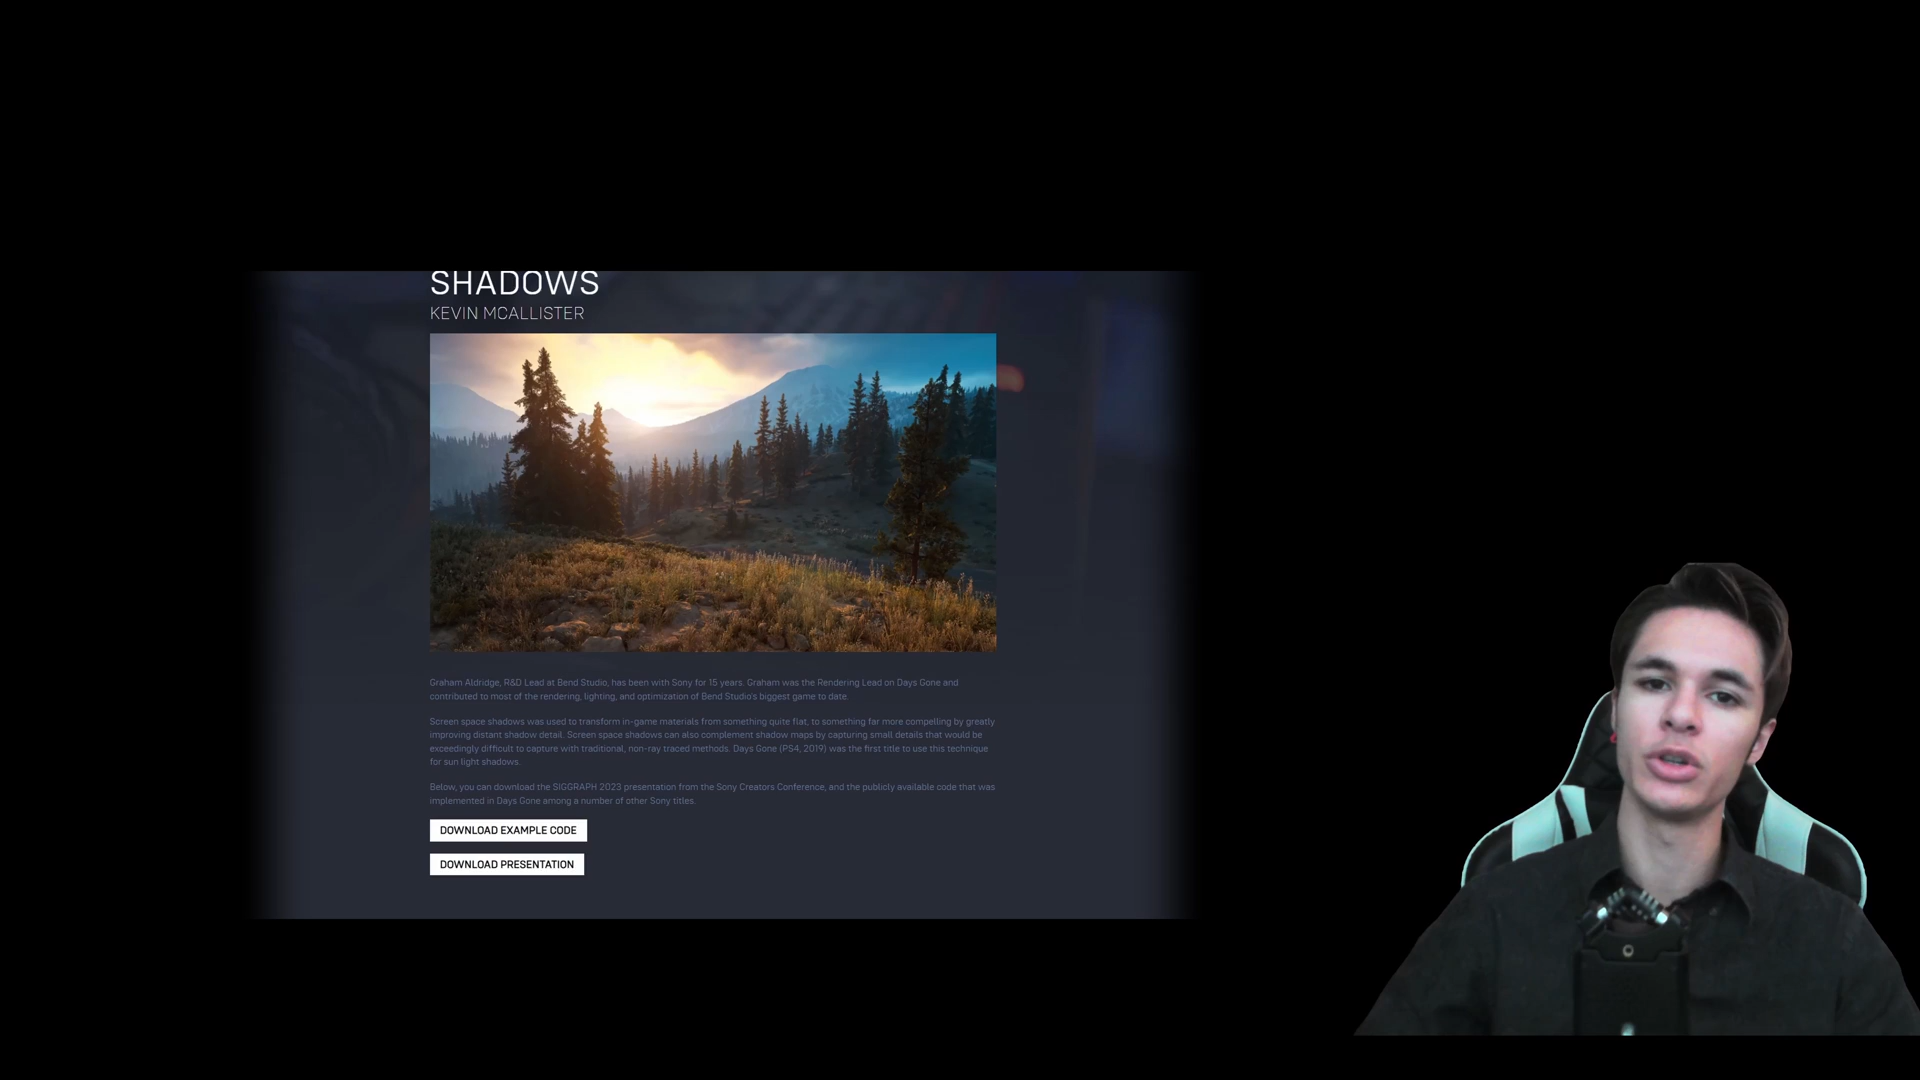 SHADOWS
KEVIN MCALLISTER
Graham Aldridge, R&D Lead at Bend Studio, has been with Sony for 15 years. Graham was the Rendering Lead on Days Gone and
contributed to most of the rendering, lighting, and optimization of Bend Studio's biggest game to date.
Screen space shadows was used to transform in-game materials from something quite flat, to something far more compelling by greatly
improving distant shadow detail. Screen space shadows can also complement shadow maps by capturing small details that would be
exceedingly difficult to capture with traditional, non-ray traced methods. Days Gone (PS4, 2019) was the first title to use this technique
for sun light shadows.
Below, you can download the SIGGRAPH 2023 presentation from the Sony Creators Conference, and the publicly available code that was
implemented in Days Gone among a number of other Sony titles.
DOWNLOAD EXAMPLE CODE
DOWNLOAD PRESENTATION